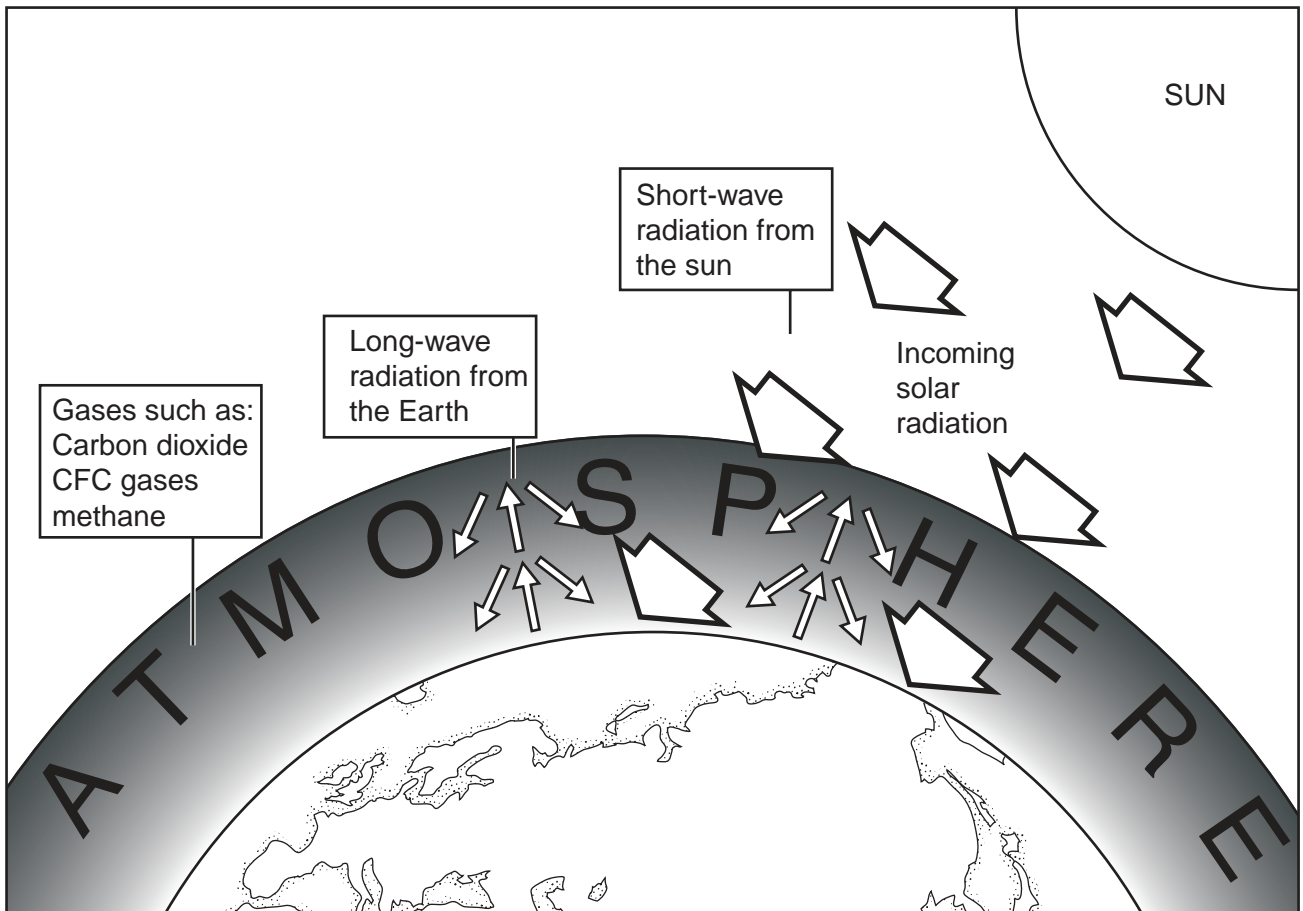 SUN
Short-wave
radiation from
the sun
Long-wave
radiation from
the Earth
Incoming
solar
radiation
Gases such as:
Carbon dioxide
CFC gases
methane
ATMOSPHERE